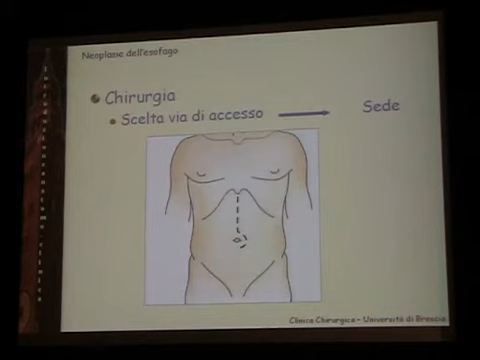 Neoplasie dell'esofago
Chirurgia
Scelta via di accesso
Sede
Clinica Chirurgica - Università di Brescia